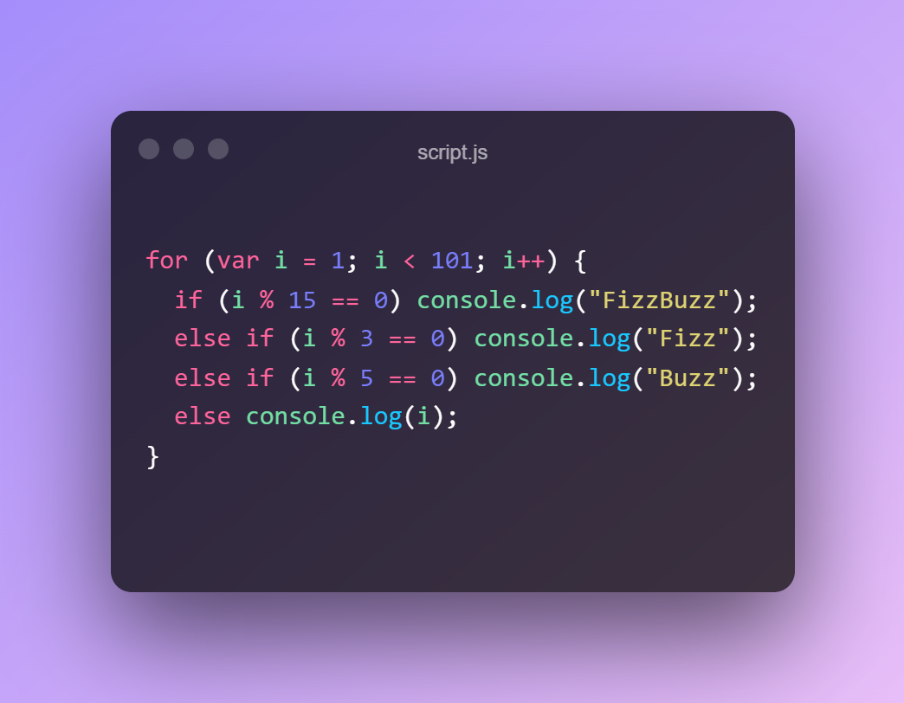 script.js
for (var i = 1; i < 101; i++) {
  if (i % 15 == 0) console.log("FizzBuzz");
  else if (i % 3 == 0) console.log("Fizz");
  else if (i % 5 == 0) console.log("Buzz");
  else console.log(i);
}